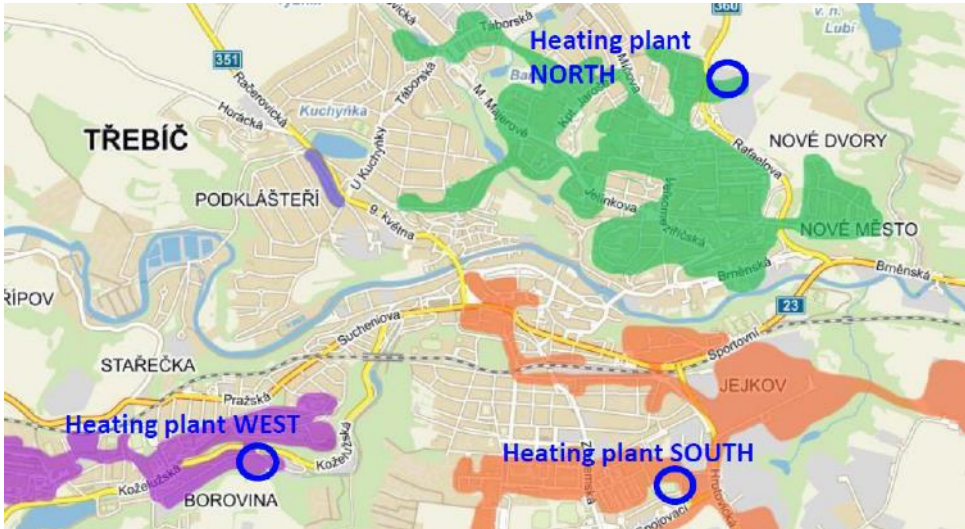 Táborská
360
v. n.
Lubí
Heating plant
NORTH
351
Račerovická
Táborská
M. Majerové
Kpt. Jaroše
Horácká
Kuchyňka
TŘEBÍČ
U Kuchyňky
Rafaelova
NOVÉ DVORY
PODKLÁŠTEŘÍ
Jelínkova
9. května
NOVÉ MĚSTO
Brněnská
Brněnská
ŘÍPOV
23
Sucheniova
Sportovní
STAŘEČKA
JEJKOV
Pražská
Heating plant WEST
Koželužská
Heating plant SOUTH
Koželužská
BOROVINA
Spojovací
Hrotovická